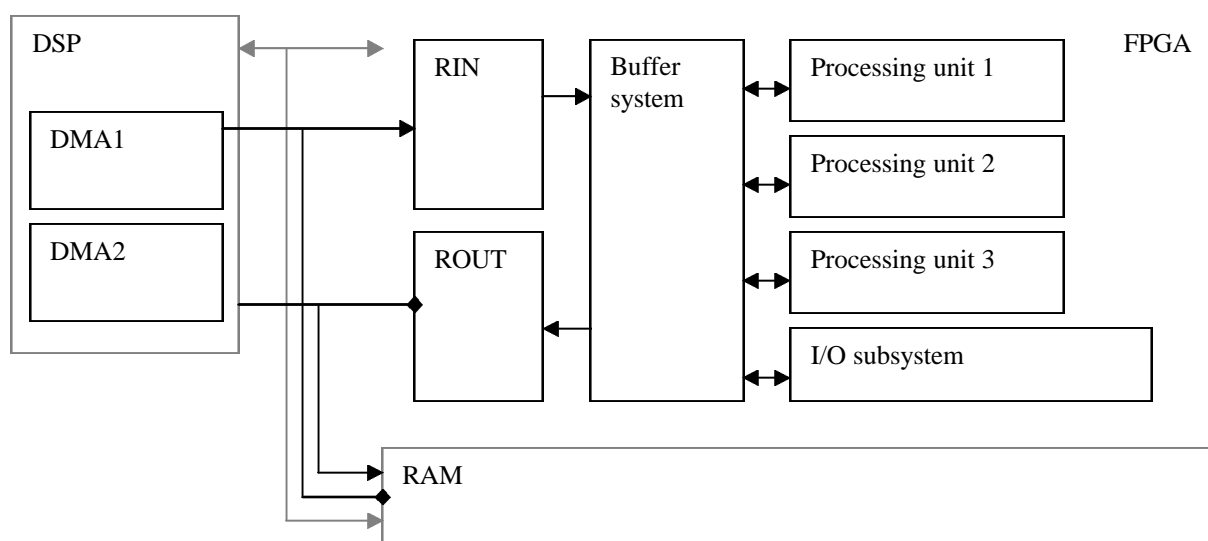 DSP
DMA1
DMA2
RIN
ROUT
Buffer
system
Processing unit 1
Processing unit 2
Processing unit 3
I/O subsystem
FPGA
RAM